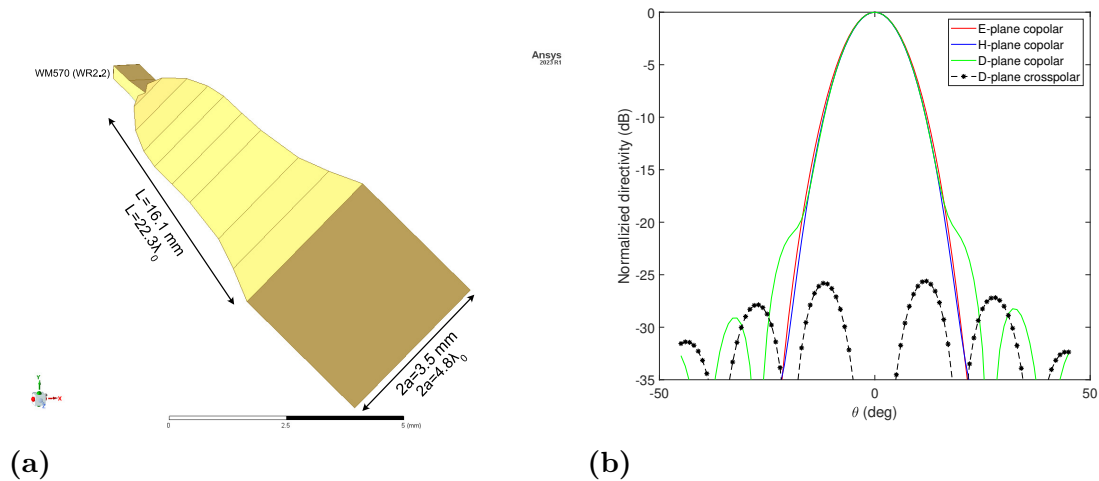 Ansys
2023 R1
WM570 (WR2.2)
L=16.1 mm
L=22.3λ0
2a=3.5 mm
2a=4.8λ0
Y
X
Z
0
2.5
5 (mm)
(a)
0
-5
-10
-15
-20
-25
-30
-35
Normalizied directivity (dB)
E-plane copolar
H-plane copolar
D-plane copolar
D-plane crosspolar
-50
0
50
θ (deg)
(b)